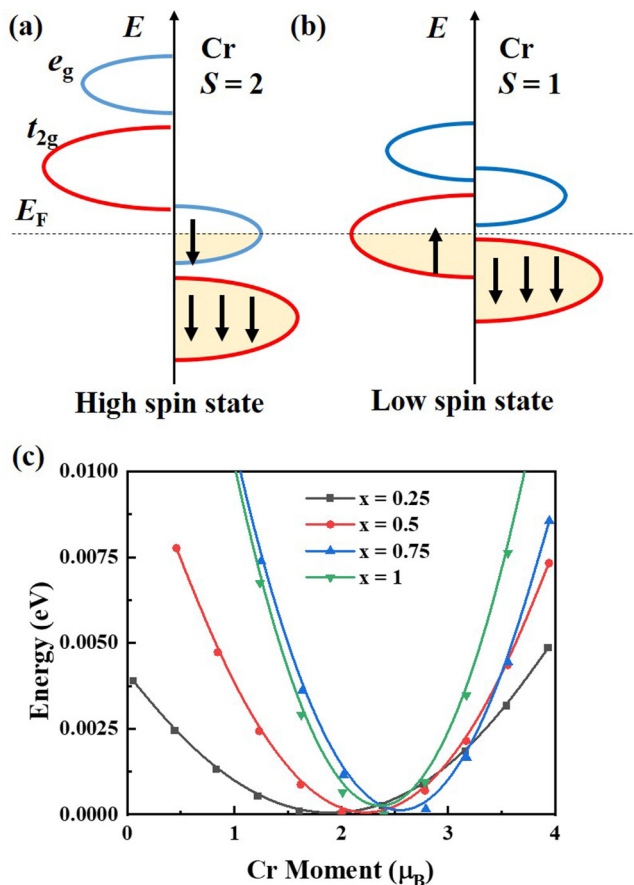 (a)
E
Cr
S = 2
e_g
t_2g
E_F
High spin state
(b)
E
Cr
S = 1
Low spin state
(c)
0.0100
0.0075
0.0050
0.0025
0.0000
Energy (eV)
x = 0.25
x = 0.5
x = 0.75
x = 1
0 1 2 3 4
Cr Moment (μ_B)